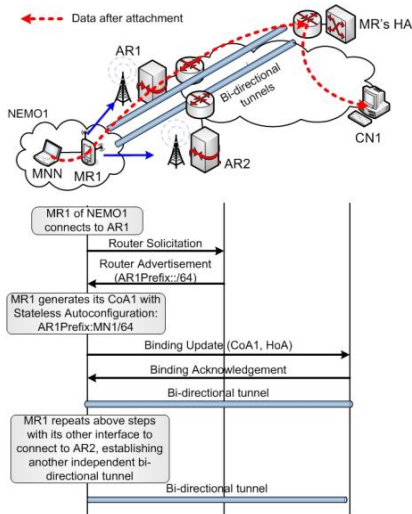 Data after attachment
MR's HA
AR1
Bi-directional
tunnels
NEMO1
CN1
MNN
MR1
AR2
MR1 of NEMO1
connects to AR1
Router Solicitation
Router Advertisement
(AR1Prefix::/64)
MR1 generates its CoA1 with
Stateless Autoconfiguration:
AR1Prefix:MN1/64
Binding Update (CoA1, HoA)
Binding Acknowledgement
Bi-directional tunnel
MR1 repeats above steps
with its other interface to
connect to AR2, establishing
another independent bi-
directional tunnel
Bi-directional tunnel